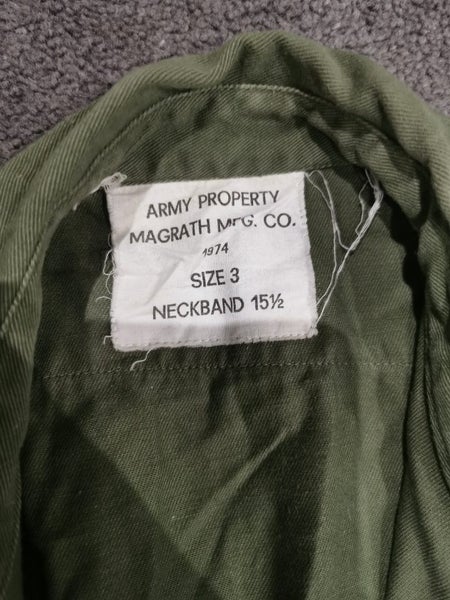 ARMY PROPERTY
MAGRATH MFG. CO.
1974
SIZE 3
NECKBAND 15½